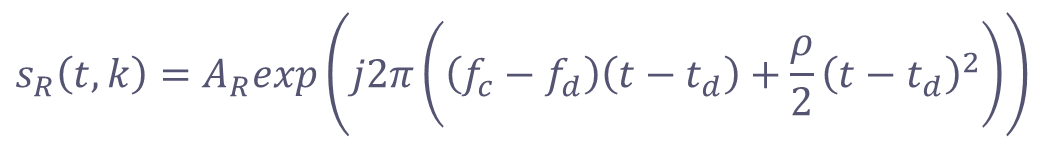 s_R(t, k) = A_R exp(j2π((f_c − f_d)(t − t_d) + ρ/2 (t − t_d)²))